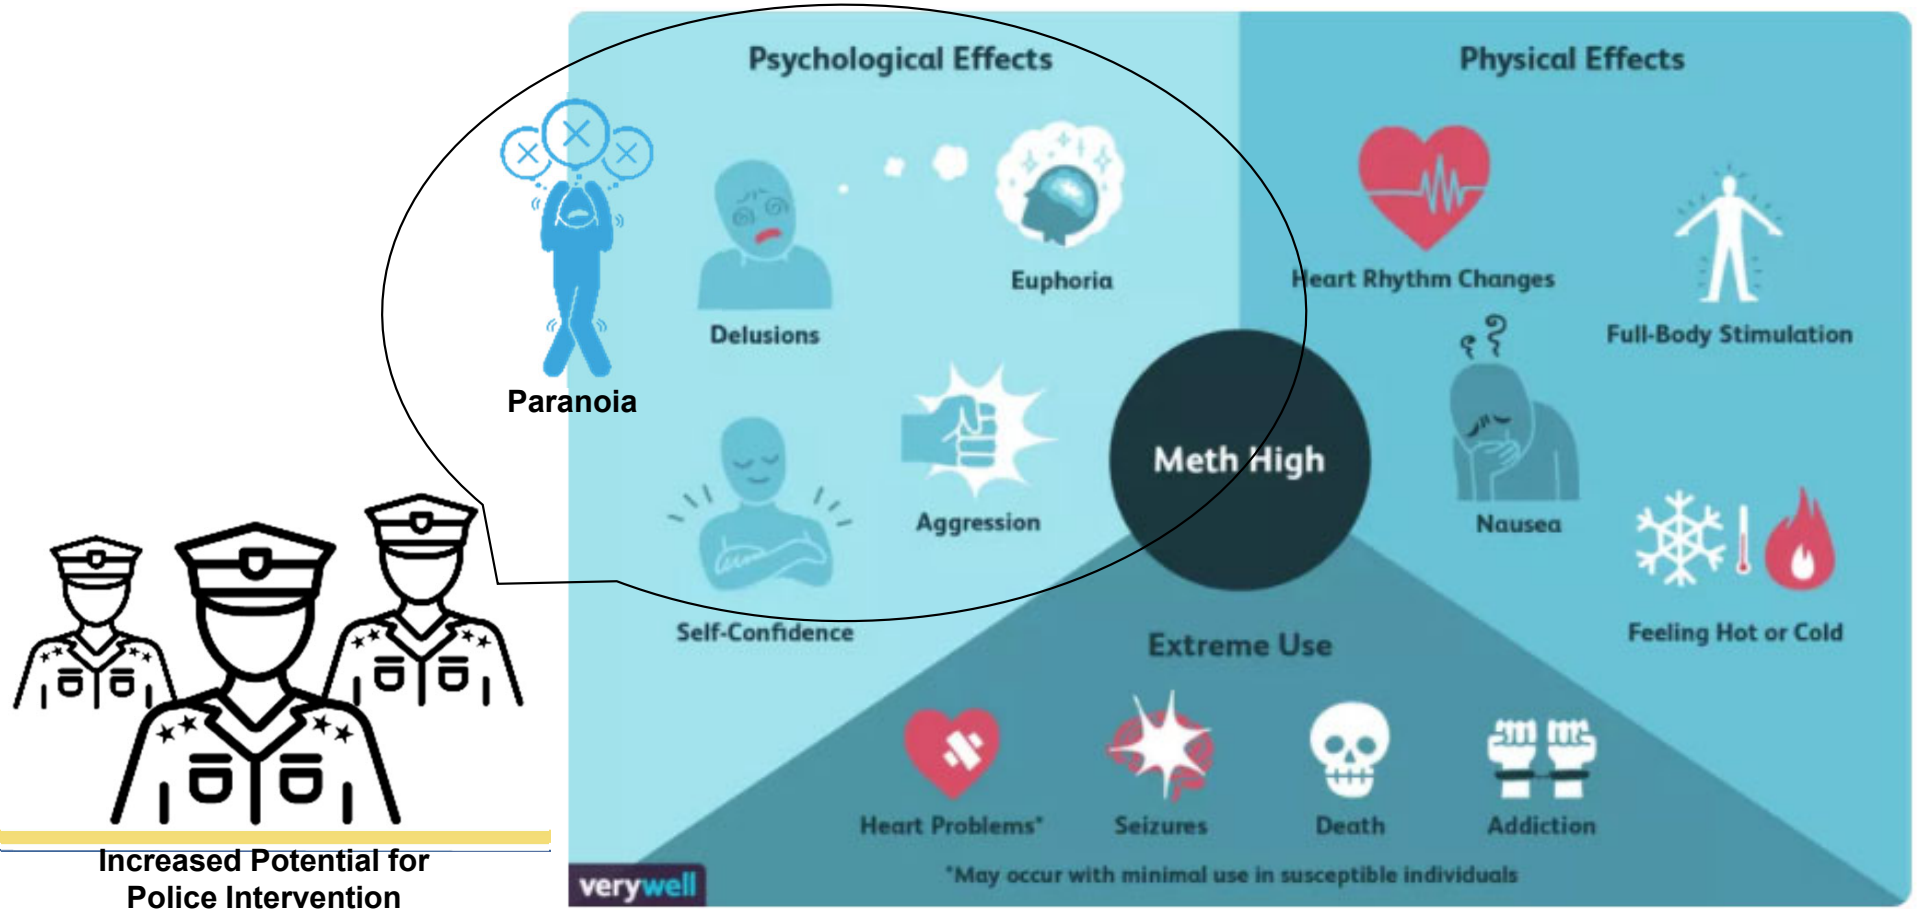 Psychological Effects
Physical Effects
Delusions
Euphoria
Heart Rhythm Changes
Full-Body Stimulation
Paranoia
Meth High
Aggression
Nausea
Self-Confidence
Extreme Use
Feeling Hot or Cold
Heart Problems*
Seizures
Death
Addiction
Increased Potential for
Police Intervention
verywell
*May occur with minimal use in susceptible individuals